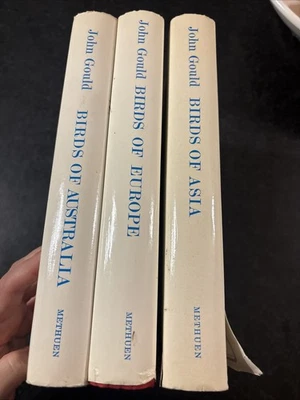 John Gould BIRDS OF AUSTRALIA METHUEN
John Gould BIRDS OF EUROPE METHUEN
John Gould BIRDS OF ASIA METHUEN